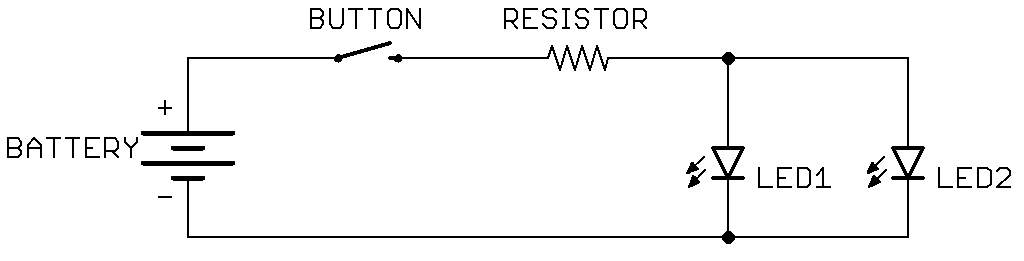 BUTTON
RESISTOR
+
BATTERY
-
LED1
LED2